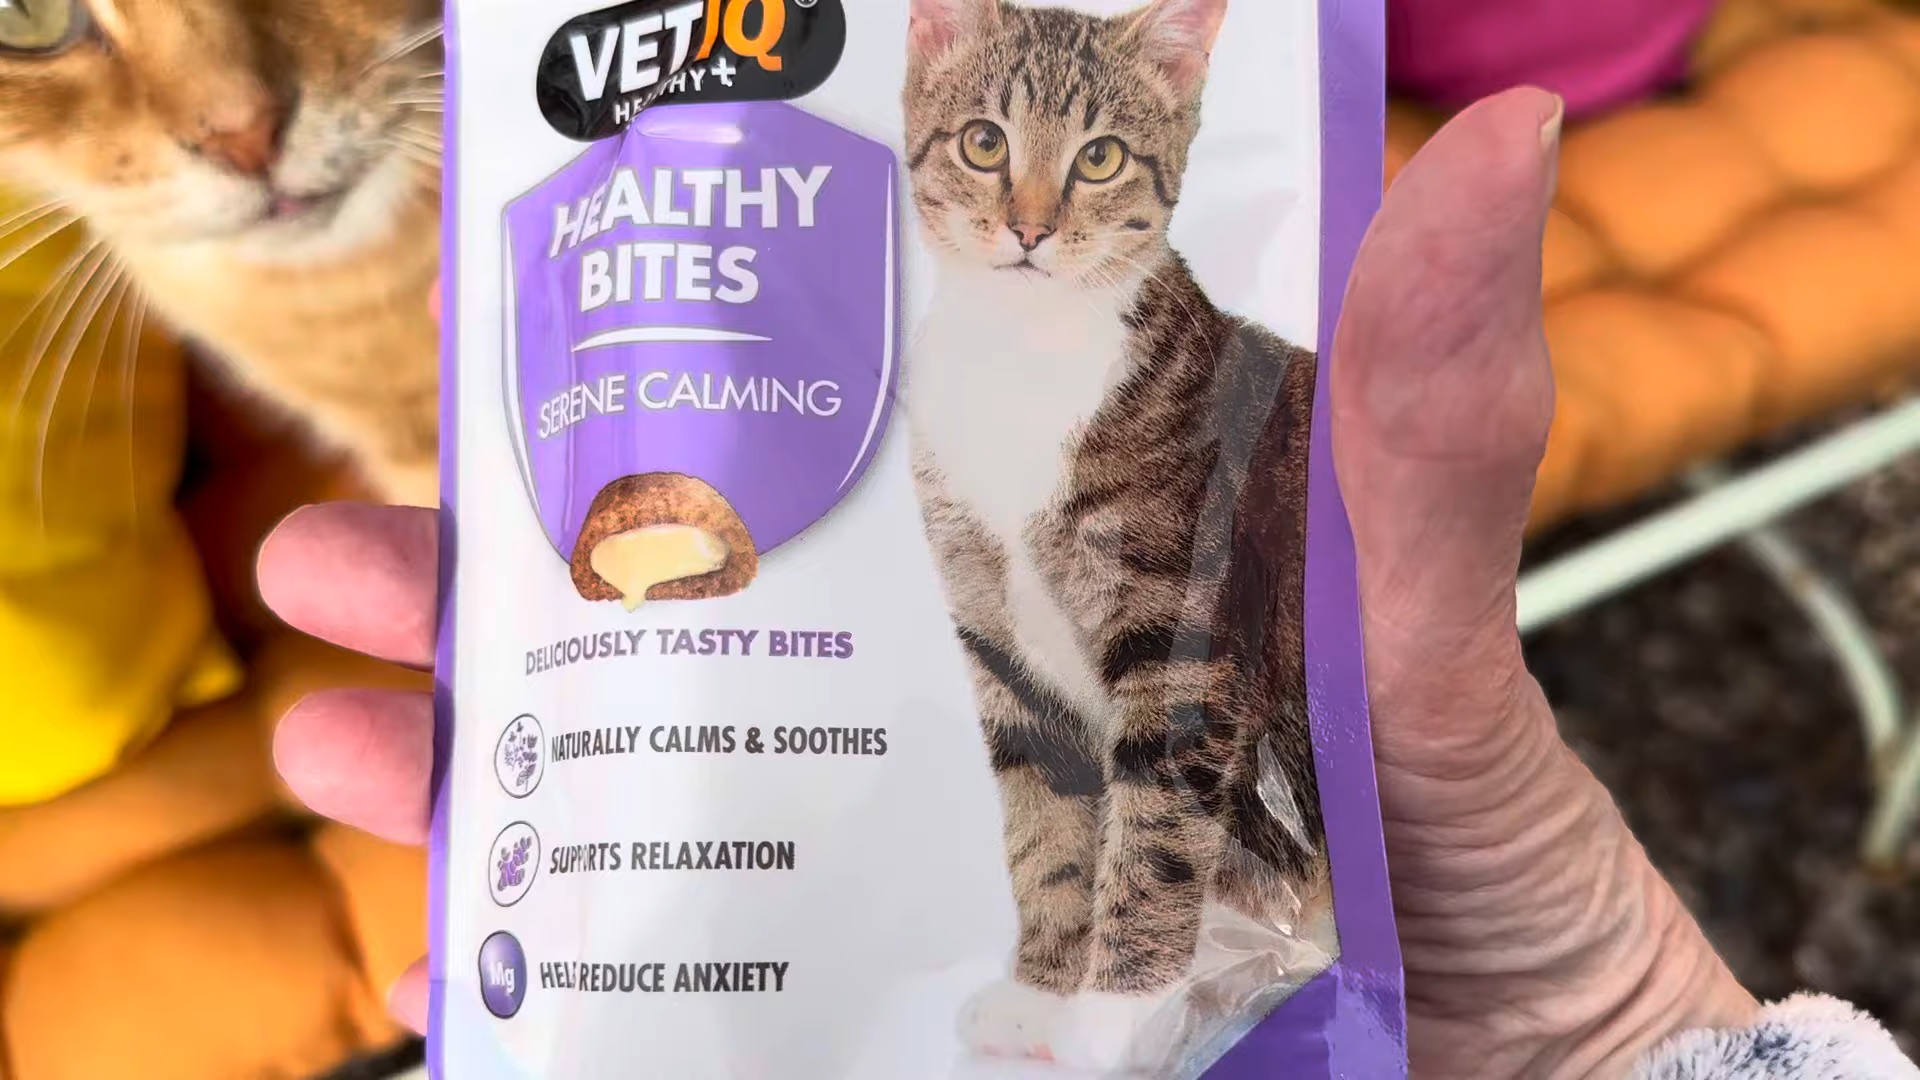 VETIQ
HEALTHY
BITES
SERENE CALMING
DELICIOUSLY TASTY BITES
NATURALLY CALMS & SOOTHES
SUPPORTS RELAXATION
Mg
REDUCE ANXIETY